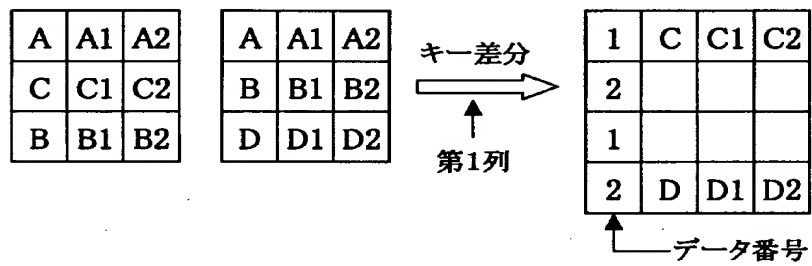 A A1 A2
C C1 C2
B B1 B2
A A1 A2
B B1 B2
D D1 D2
キー差分
第1列
1 C C1 C2
2
1
2 D D1 D2
データ番号